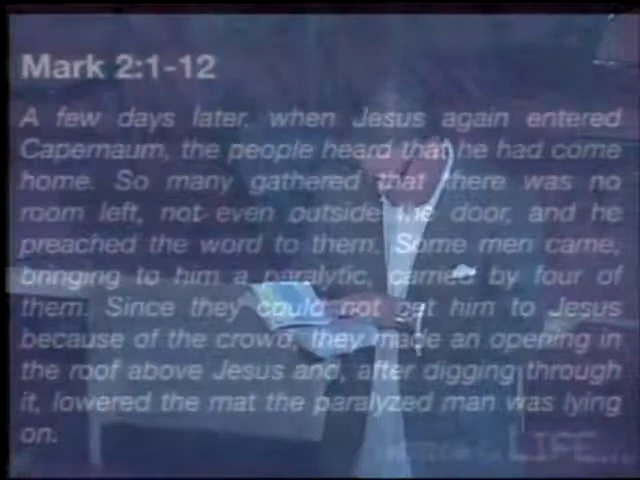 Mark 2:1-12
A few days later, when Jesus again entered
Capernaum, the people heard that he had come
home. So many gathered that there was no
room left, not even outside the door, and he
preached the word to them. Some men came,
bringing to him a paralytic, carried by four of
them. Since they could not get him to Jesus
because of the crowd, they made an opening in
the roof above Jesus and, after digging through
it, lowered the mat the paralyzed man was lying
on.
LIFE